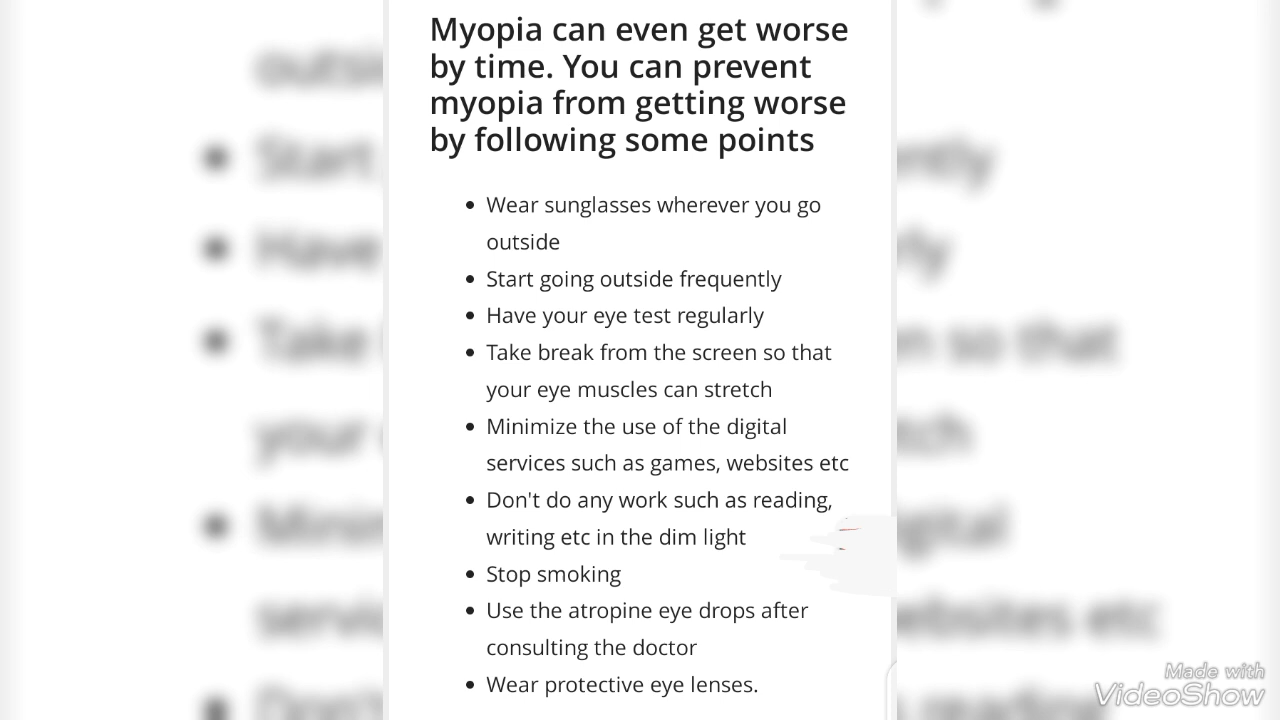 Myopia can even get worse
by time. You can prevent
myopia from getting worse
by following some points
• Wear sunglasses wherever you go
outside
• Start going outside frequently
• Have your eye test regularly
• Take break from the screen so that
your eye muscles can stretch
• Minimize the use of the digital
services such as games, websites etc
• Don't do any work such as reading,
writing etc in the dim light
• Stop smoking
• Use the atropine eye drops after
consulting the doctor
• Wear protective eye lenses.
Made with
VideoShow